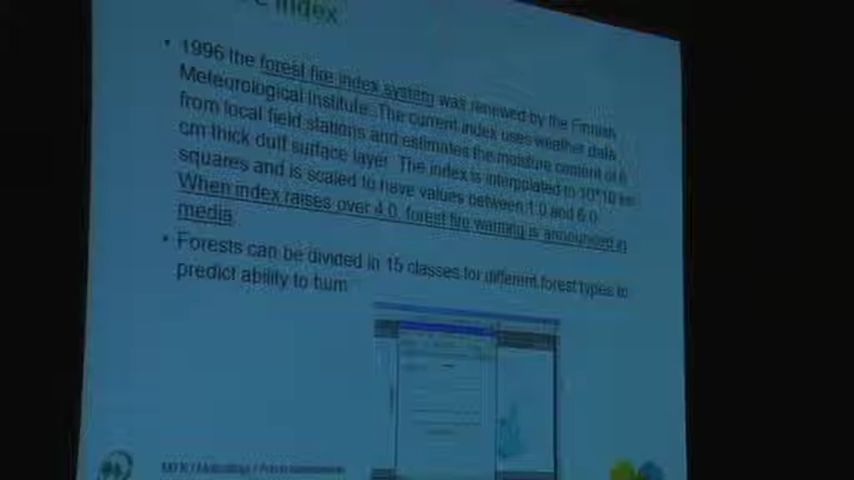 Index
• 1996 the forest fire index system was renewed by the Finnish
Meteorological Institute. The current index uses weather data
from local field stations and estimates the moisture content of 6
cm thick duff surface layer. The index is interpolated to 10*10 km
squares and is scaled to have values between 1.0 and 6.0.
When index raises over 4.0, forest fire warning is announced in
media.
• Forests can be divided in 15 classes for different forest types to
predict ability to burn